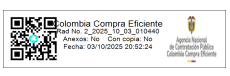 Colombia Compra Eficiente
Rad No. 2_2025_10_03_010440
Anexos: No Con copia: No
Fecha: 03/10/2025 20:52:24
Agencia Nacional
de Contratación Pública
Colombia Compra Eficiente